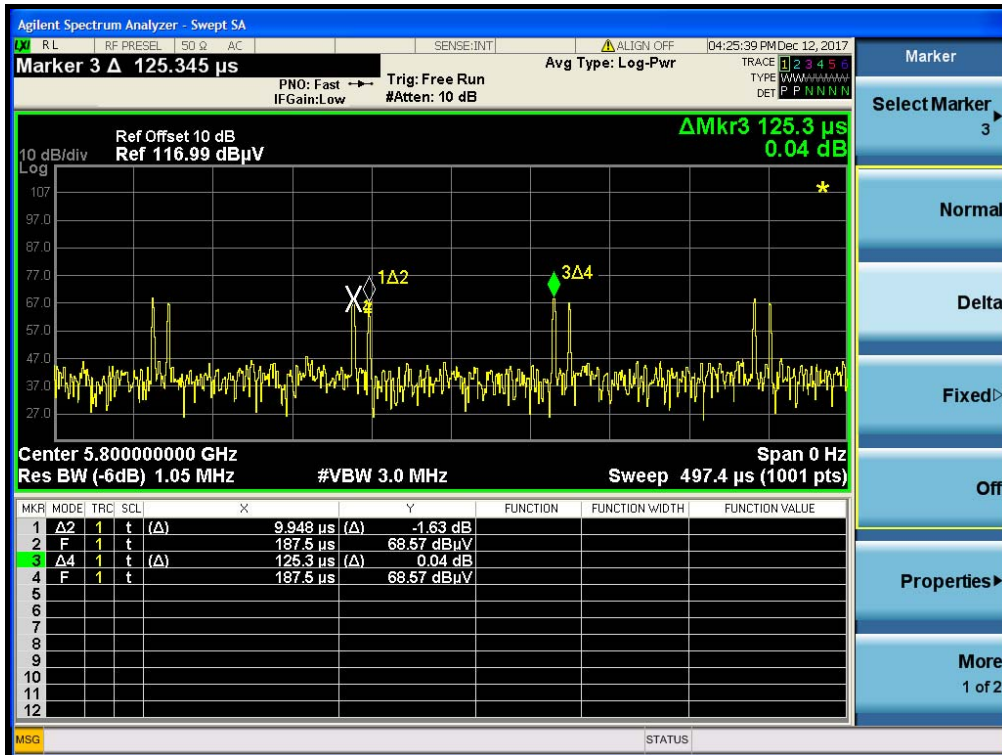 Agilent Spectrum Analyzer - Swept SA
LXI RL RF PRESEL 50 Ω AC SENSE:INT ⚠ALIGN OFF 04:25:39 PM Dec 12, 2017
Marker 3 Δ 125.345 µs
PNO: Fast
IFGain:Low
Trig: Free Run
#Atten: 10 dB
Avg Type: Log-Pwr
TRACE 1 2 3 4 5 6
TYPE
DET P P N N N N
Marker
Select Marker
3
Normal
Delta
Fixed
Off
Properties
More
1 of 2
ΔMkr3 125.3 µs
0.04 dB
Ref Offset 10 dB
10 dB/div Ref 116.99 dBµV
Log
107
97.0
87.0
77.0
67.0
57.0
47.0
37.0
27.0
X
1Δ2
3Δ4
*
Center 5.800000000 GHz Span 0 Hz
Res BW (-6dB) 1.05 MHz #VBW 3.0 MHz Sweep 497.4 µs (1001 pts)
MKR MODE TRC SCL X Y FUNCTION FUNCTION WIDTH FUNCTION VALUE
1 Δ2 1 t (Δ) 9.948 µs (Δ) -1.63 dB
2 F 1 t 187.5 µs 68.57 dBµV
3 Δ4 1 t (Δ) 125.3 µs (Δ) 0.04 dB
4 F 1 t 187.5 µs 68.57 dBµV
5
6
7
8
9
10
11
12
MSG STATUS